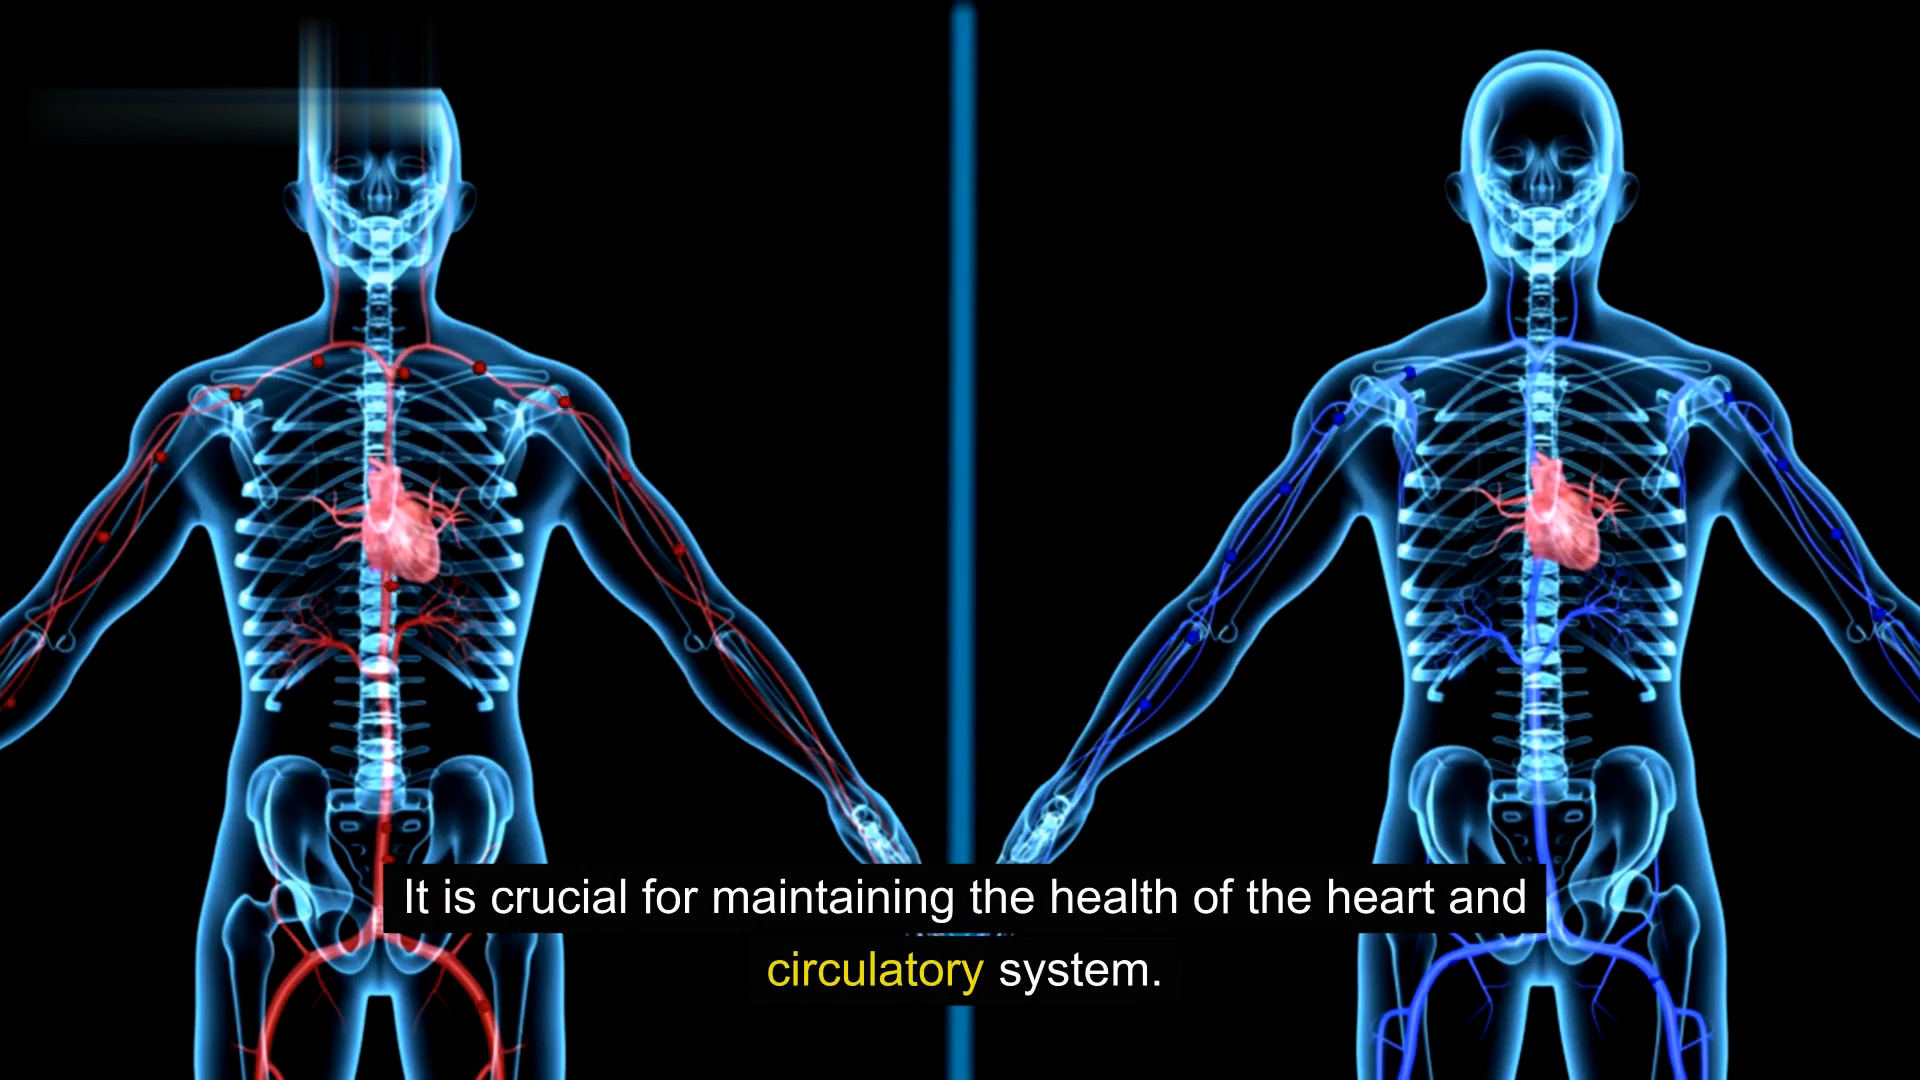 It is crucial for maintaining the health of the heart and
circulatory system.